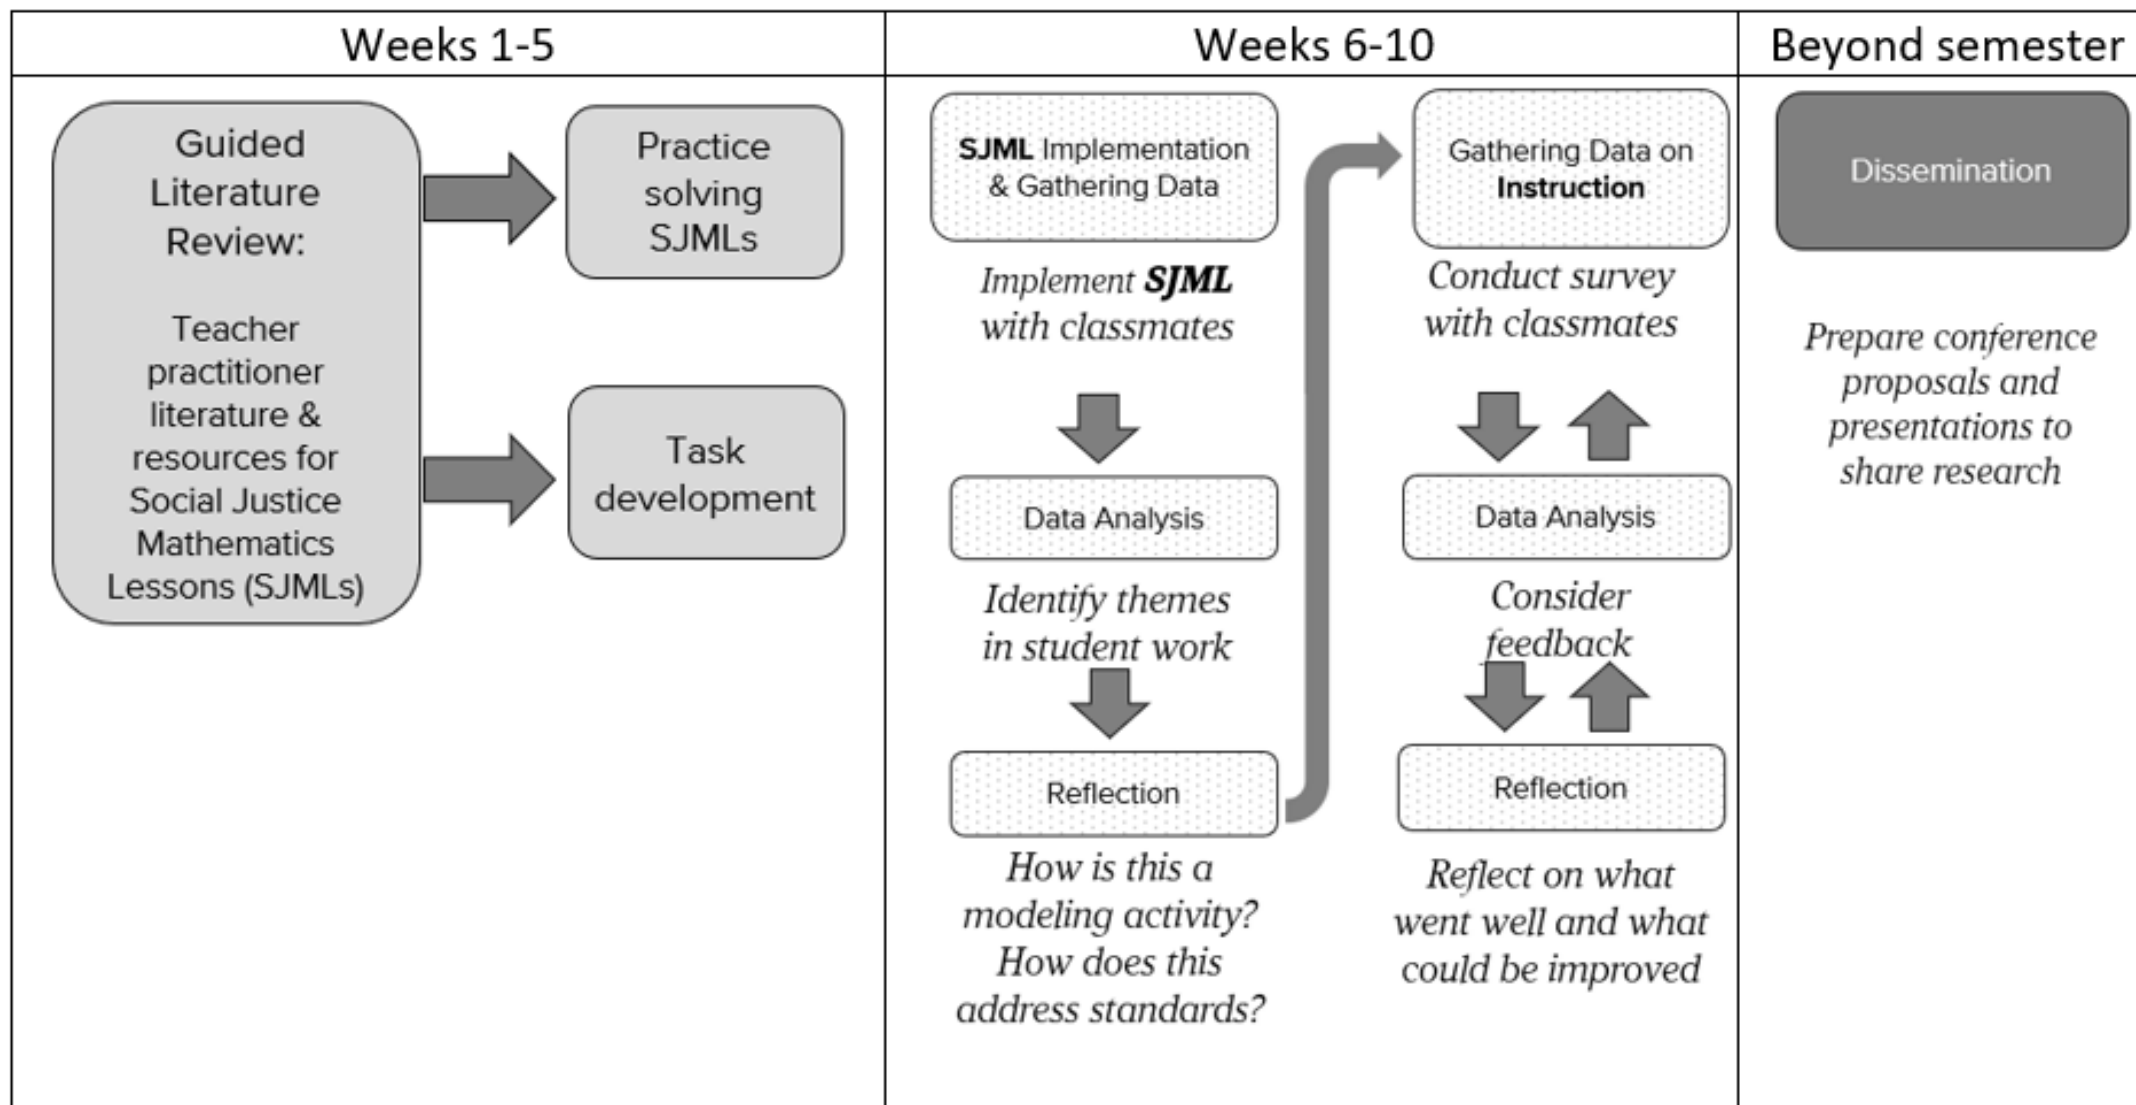 Weeks 1-5
Guided
Literature
Review:
Teacher
practitioner
literature &
resources for
Social Justice
Mathematics
Lessons (SJMLs)
Practice
solving
SJMLs
Task
development
Weeks 6-10
SJML Implementation
& Gathering Data
Implement SJML
with classmates
Data Analysis
Identify themes
in student work
Reflection
How is this a
modeling activity?
How does this
address standards?
Gathering Data on
Instruction
Conduct survey
with classmates
Data Analysis
Consider
feedback
Reflection
Reflect on what
went well and what
could be improved
Beyond semester
Dissemination
Prepare conference
proposals and
presentations to
share research